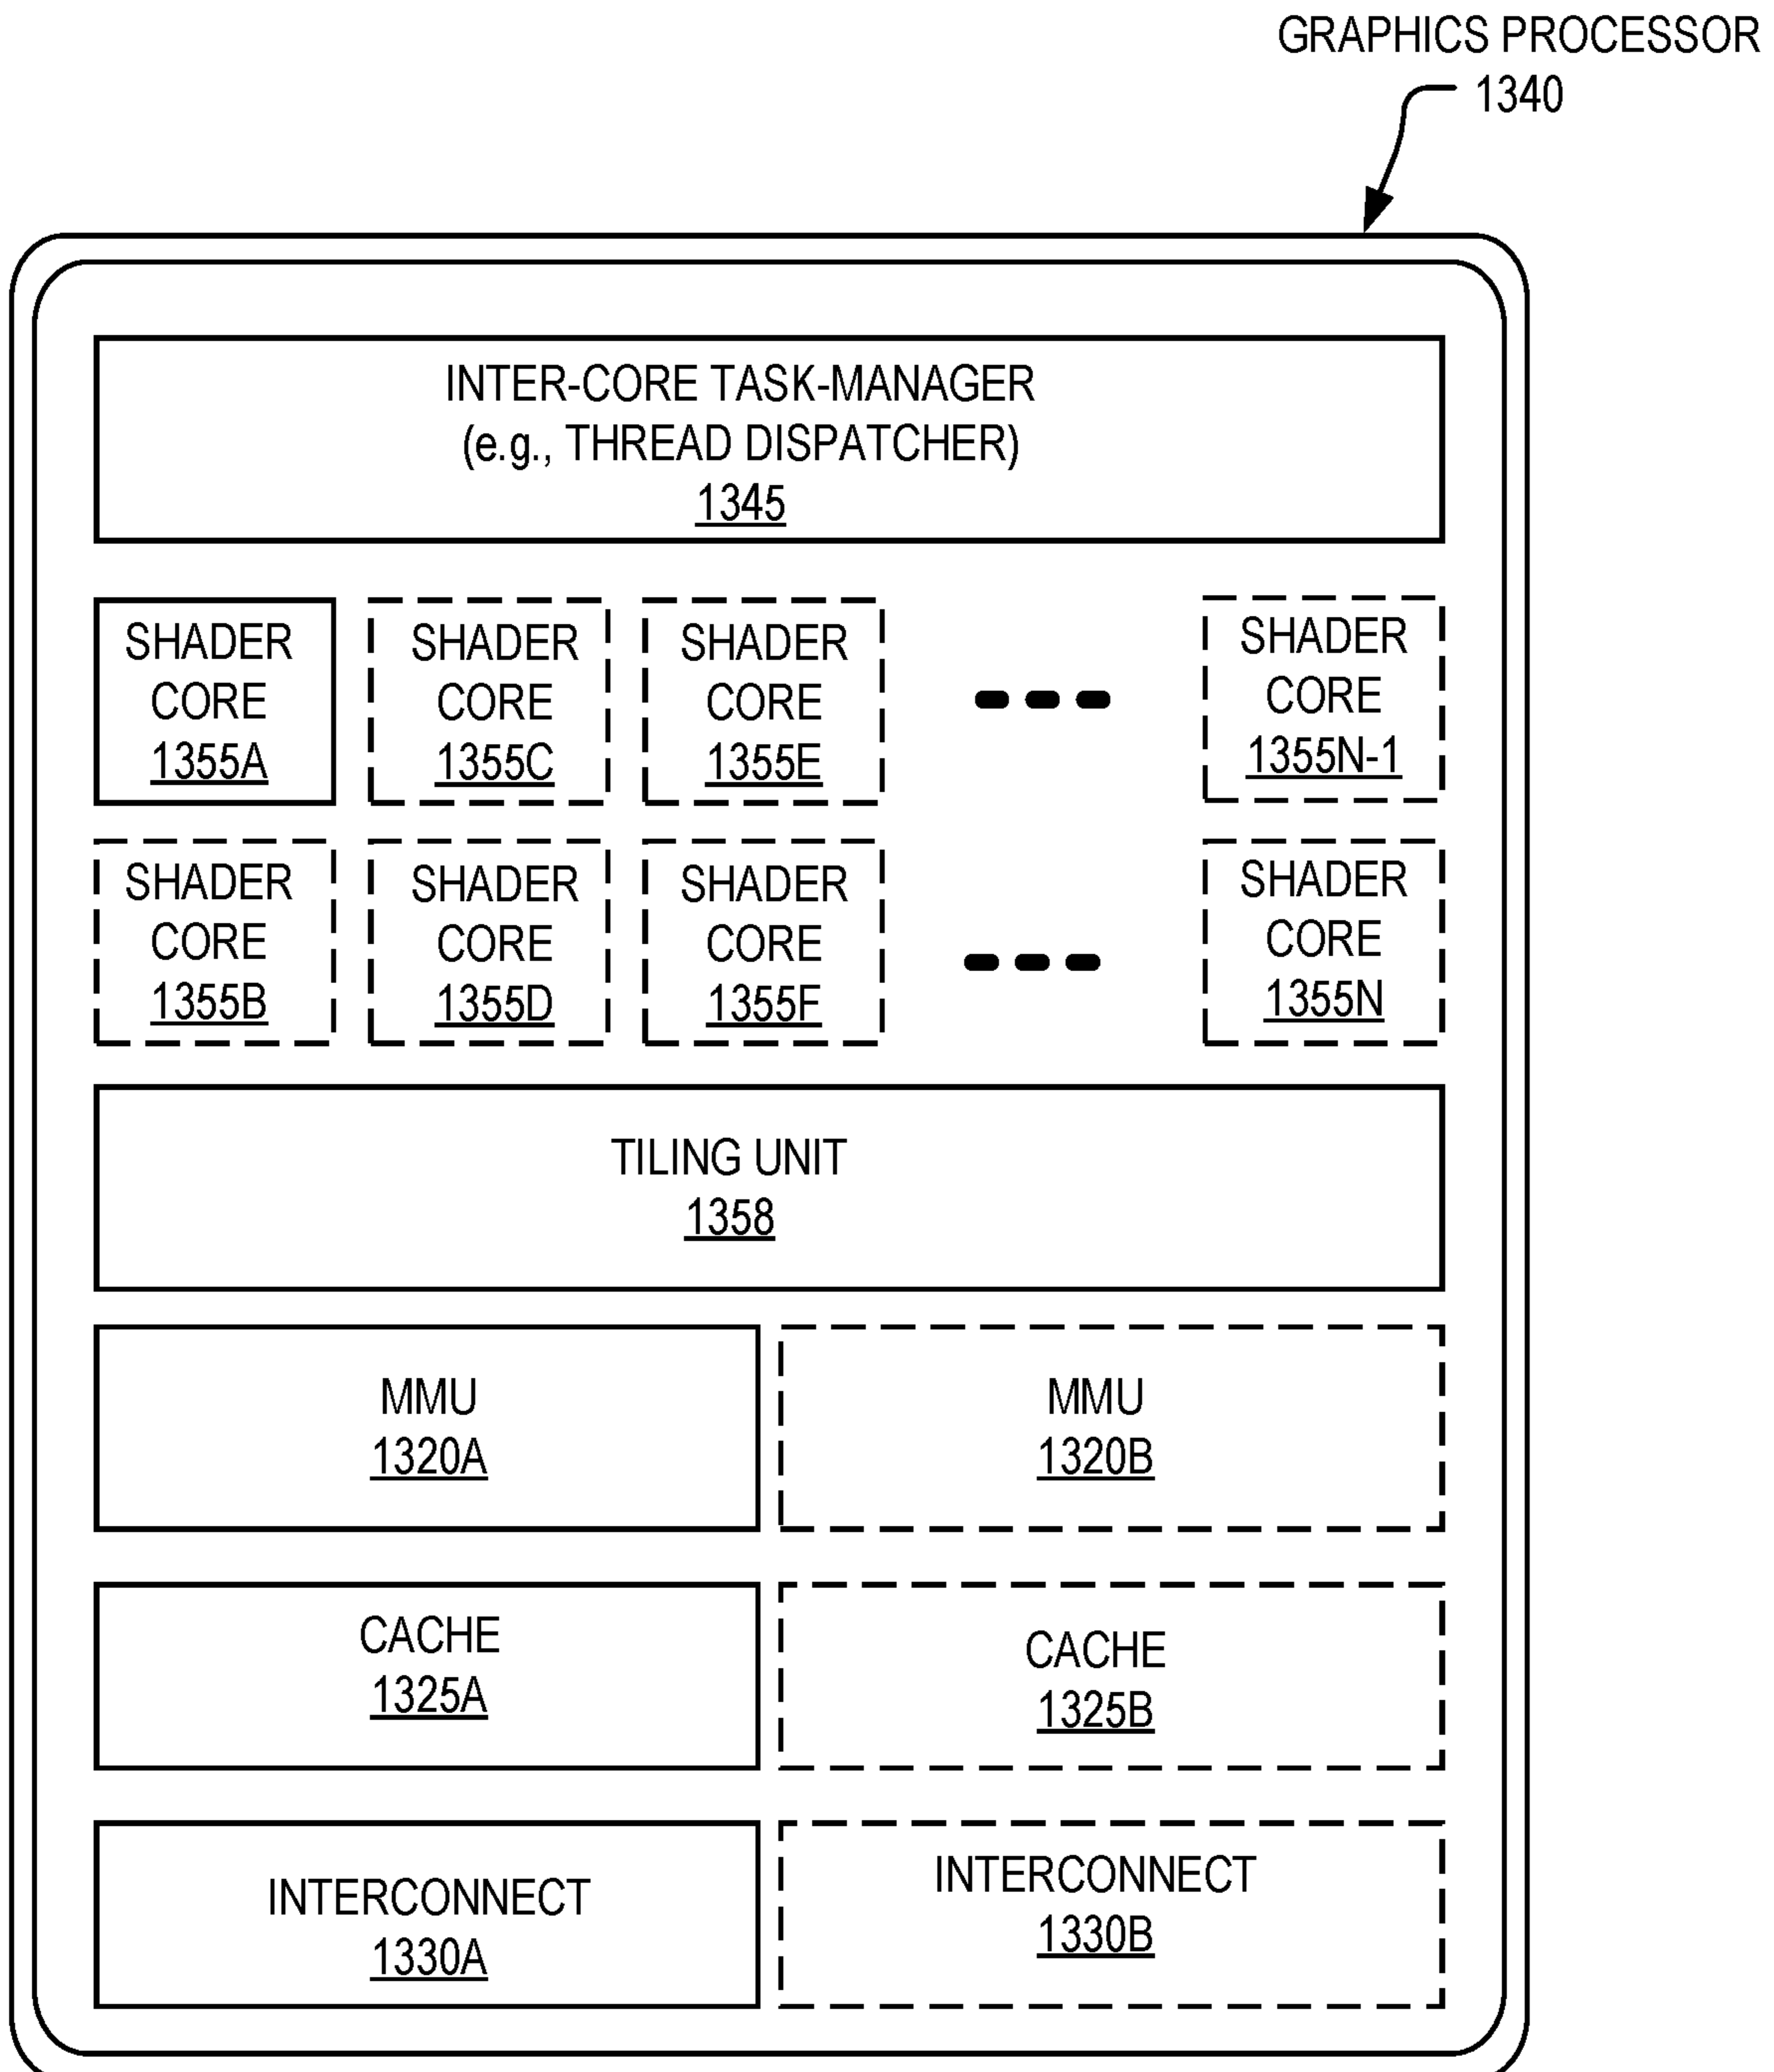 GRAPHICS PROCESSOR
1340
INTER-CORE TASK-MANAGER
(e.g., THREAD DISPATCHER)
1345
SHADER
CORE
1355A
SHADER
CORE
1355C
SHADER
CORE
1355E
SHADER
CORE
1355N-1
SHADER
CORE
1355B
SHADER
CORE
1355D
SHADER
CORE
1355F
SHADER
CORE
1355N
TILING UNIT
1358
MMU
1320A
MMU
1320B
CACHE
1325A
CACHE
1325B
INTERCONNECT
1330A
INTERCONNECT
1330B